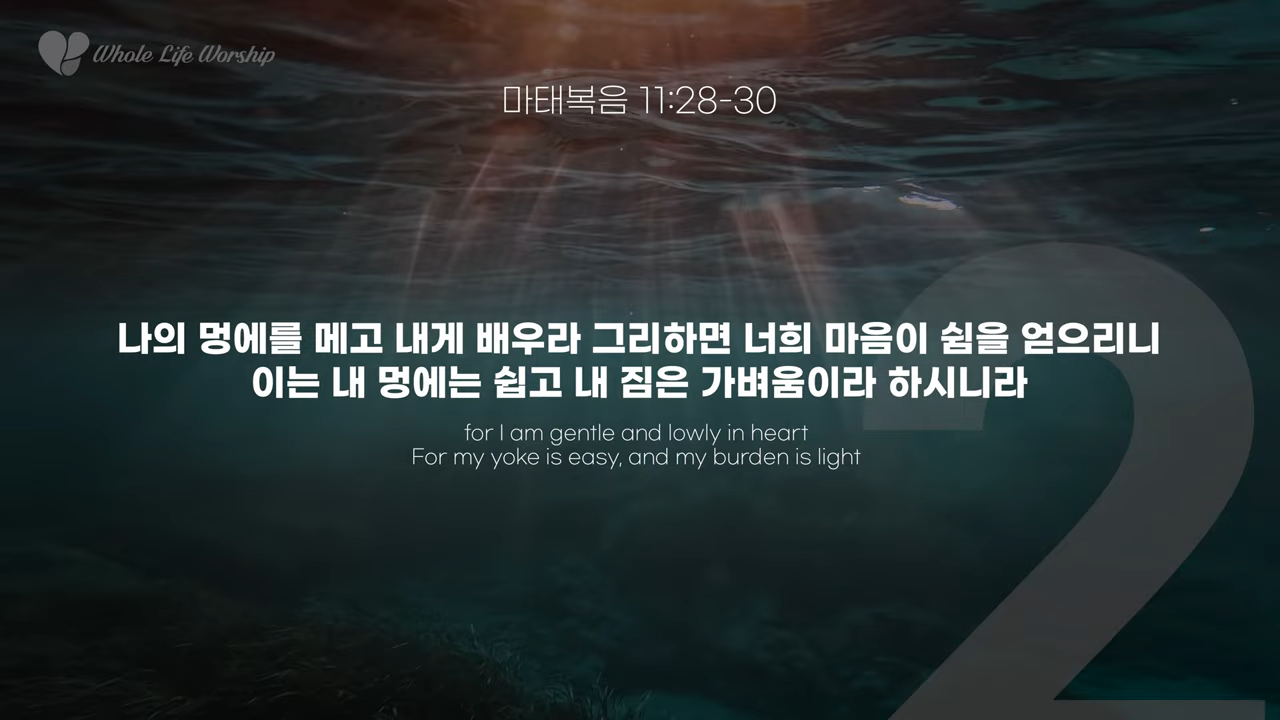 Whole Life Worship
마태복음 11:28-30
나의 멍에를 메고 내게 배우라 그리하면 너희 마음이 쉼을 얻으리니
이는 내 멍에는 쉽고 내 짐은 가벼움이라 하시니라
for I am gentle and lowly in heart
For my yoke is easy, and my burden is light
2